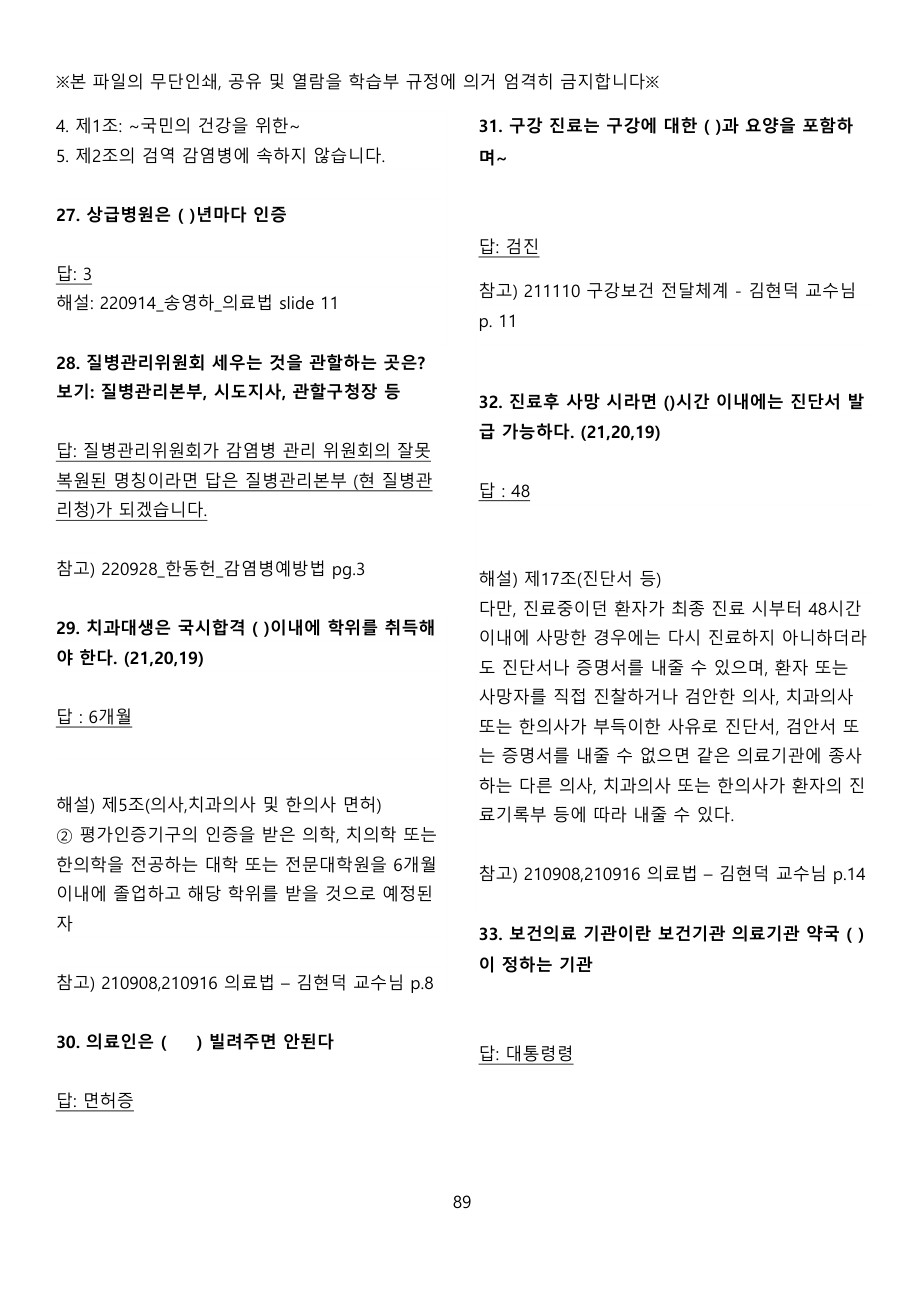 ※본 파일의 무단인쇄, 공유 및 열람을 학습부 규정에 의거 엄격히 금지합니다※
4. 제1조: ~국민의 건강을 위한~
5. 제2조의 검역 감염병에 속하지 않습니다.
27. 상급병원은 ( )년마다 인증
답: 3
해설: 220914_송영하_의료법 slide 11
28. 질병관리위원회 세우는 것을 관할하는 곳은?
보기: 질병관리본부, 시도지사, 관할구청장 등
답: 질병관리위원회가 감염병 관리 위원회의 잘못
복원된 명칭이라면 답은 질병관리본부 (현 질병관
리청)가 되겠습니다.
참고) 220928_한동헌_감염병예방법 pg.3
29. 치과대생은 국시합격 ( )이내에 학위를 취득해
야 한다. (21,20,19)
답 : 6개월
해설) 제5조(의사,치과의사 및 한의사 면허)
② 평가인증기구의 인증을 받은 의학, 치의학 또는
한의학을 전공하는 대학 또는 전문대학원을 6개월
이내에 졸업하고 해당 학위를 받을 것으로 예정된
자
참고) 210908,210916 의료법 – 김현덕 교수님 p.8
30. 의료인은 (     ) 빌려주면 안된다
답: 면허증
31. 구강 진료는 구강에 대한 ( )과 요양을 포함하
며~
답: 검진
참고) 211110 구강보건 전달체계 - 김현덕 교수님
p. 11
32. 진료후 사망 시라면 ()시간 이내에는 진단서 발
급 가능하다. (21,20,19)
답 : 48
해설) 제17조(진단서 등)
다만, 진료중이던 환자가 최종 진료 시부터 48시간
이내에 사망한 경우에는 다시 진료하지 아니하더라
도 진단서나 증명서를 내줄 수 있으며, 환자 또는
사망자를 직접 진찰하거나 검안한 의사, 치과의사
또는 한의사가 부득이한 사유로 진단서, 검안서 또
는 증명서를 내줄 수 없으면 같은 의료기관에 종사
하는 다른 의사, 치과의사 또는 한의사가 환자의 진
료기록부 등에 따라 내줄 수 있다.
참고) 210908,210916 의료법 – 김현덕 교수님 p.14
33. 보건의료 기관이란 보건기관 의료기관 약국 ( )
이 정하는 기관
답: 대통령령
89